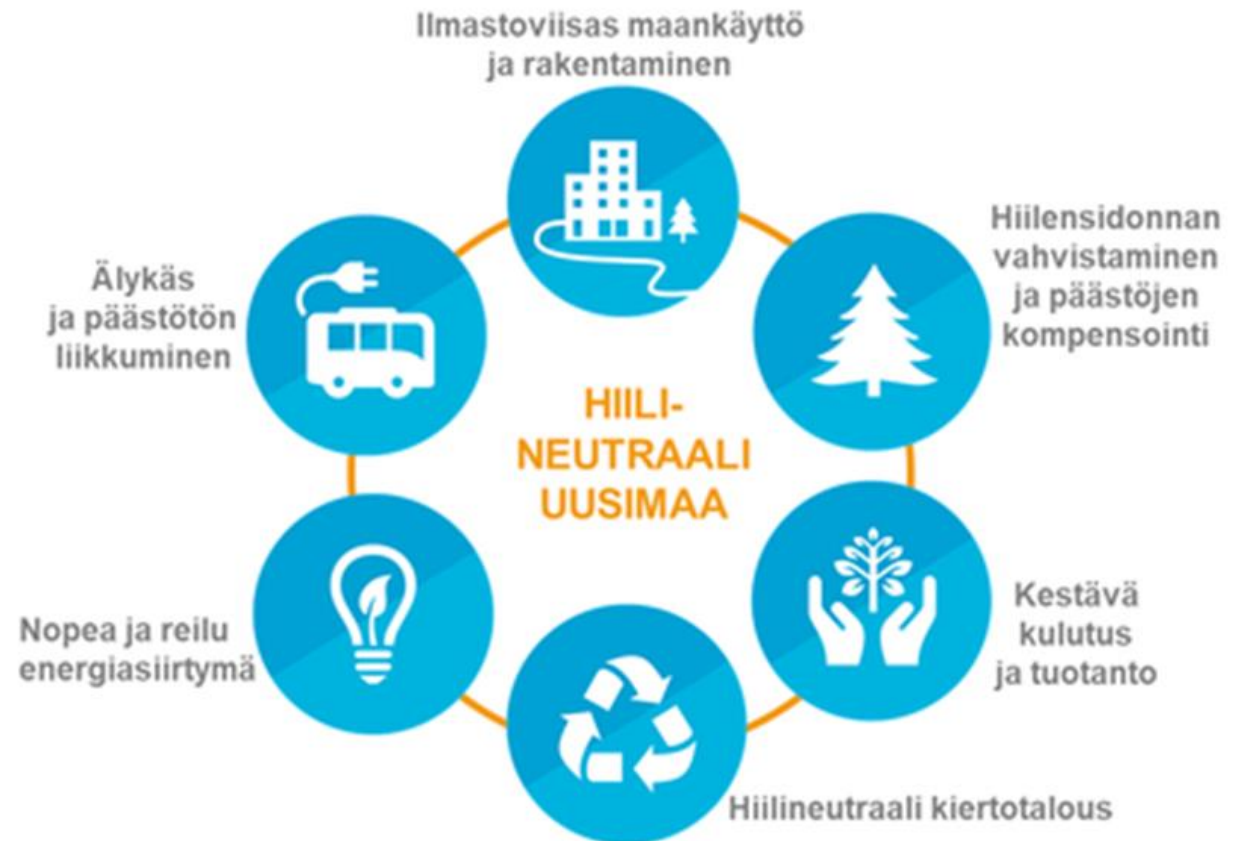 Ilmastoviisas maankäyttö
ja rakentaminen
Hiilensidonnan
vahvistaminen
ja päästöjen
kompensointi
Älykäs
ja päästötön
liikkuminen
HIILI-
NEUTRAALI
UUSIMAA
Kestävä
kulutus
ja tuotanto
Nopea ja reilu
energiasiirtymä
Hiilineutraali kiertotalous